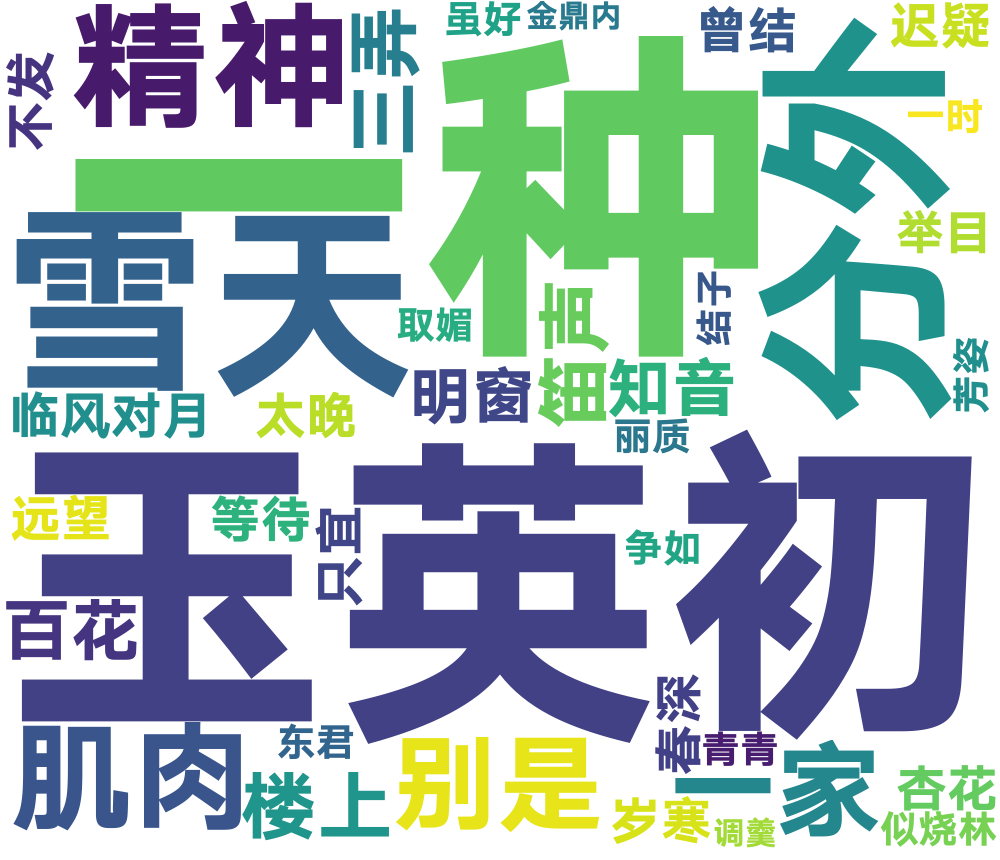 精神
三弄
不发
虽好
金鼎内
曾结
迟疑
一种
分外
一时
举目
雪天
取媚
笛声
结子
芳姿
临风对月
太晚
明窗
知音
丽质
玉英初
远望
等待
只宜
争如
百花
肌肉
东君
楼上
别是
春深
青青
一家
岁寒
调羹
杏花
似烧林